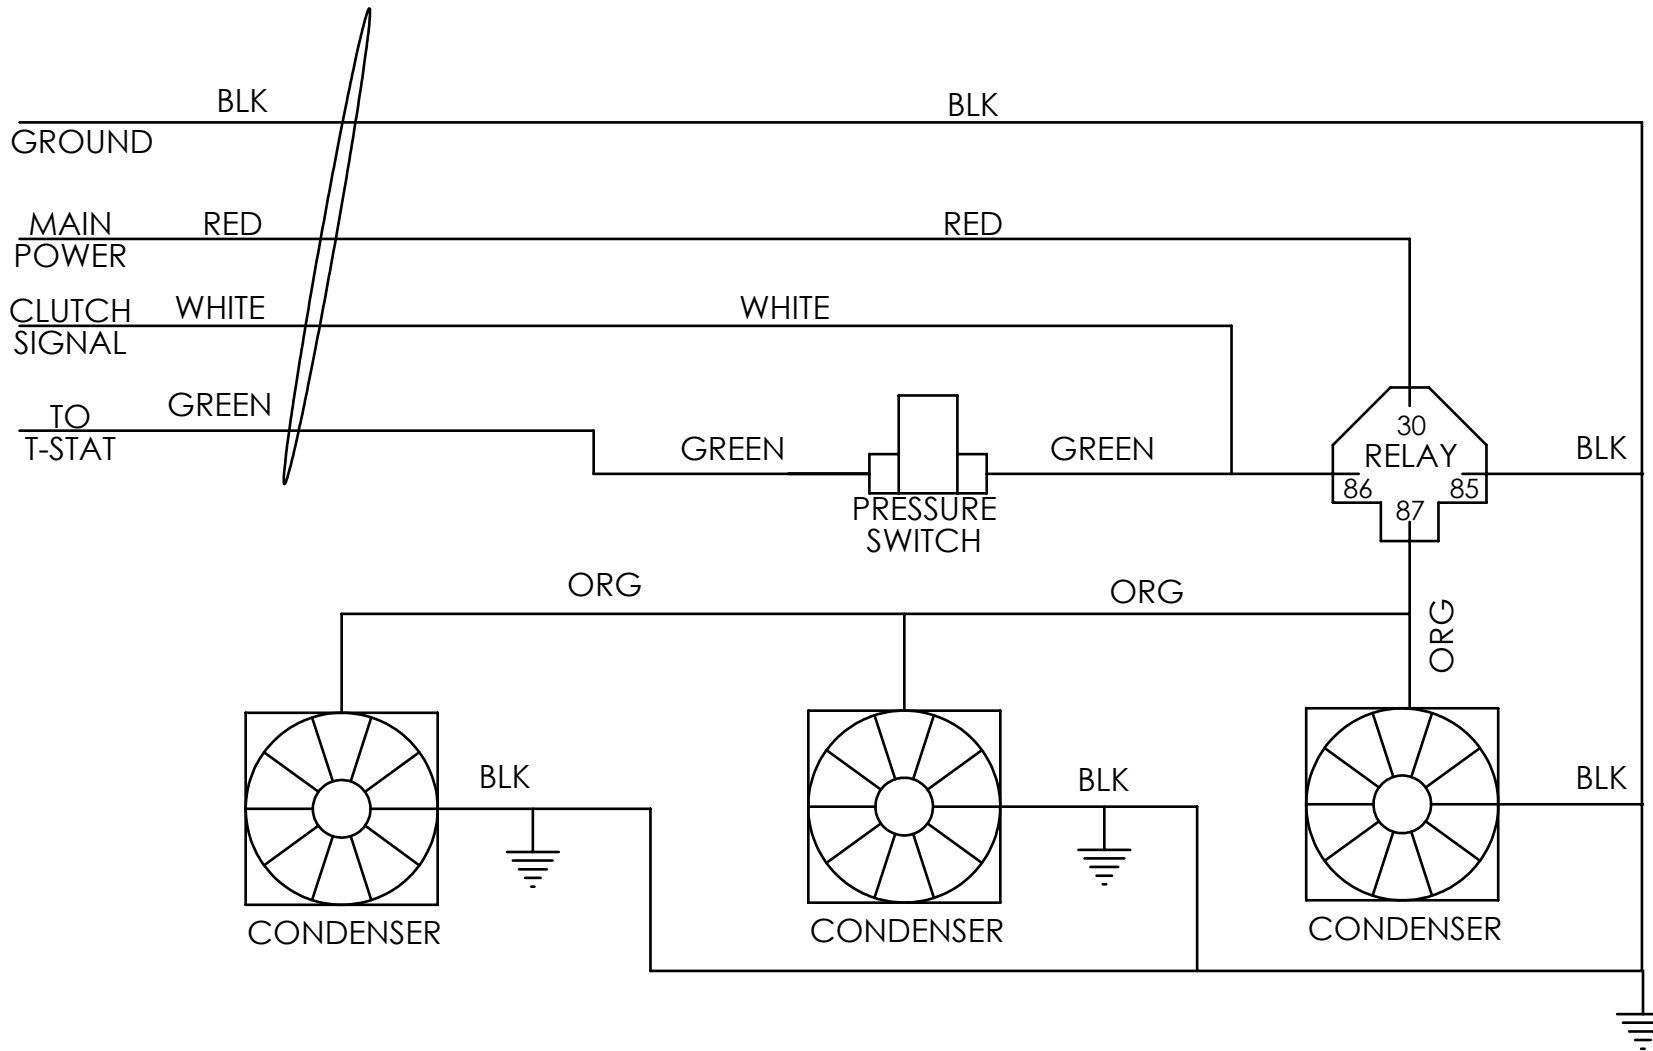 BLK
BLK
GROUND
MAIN
POWER
RED
RED
CLUTCH
SIGNAL
WHITE
WHITE
TO
T-STAT
GREEN
GREEN
GREEN
PRESSURE
SWITCH
30
RELAY
86
85
87
BLK
ORG
ORG
ORG
BLK
BLK
BLK
CONDENSER
CONDENSER
CONDENSER